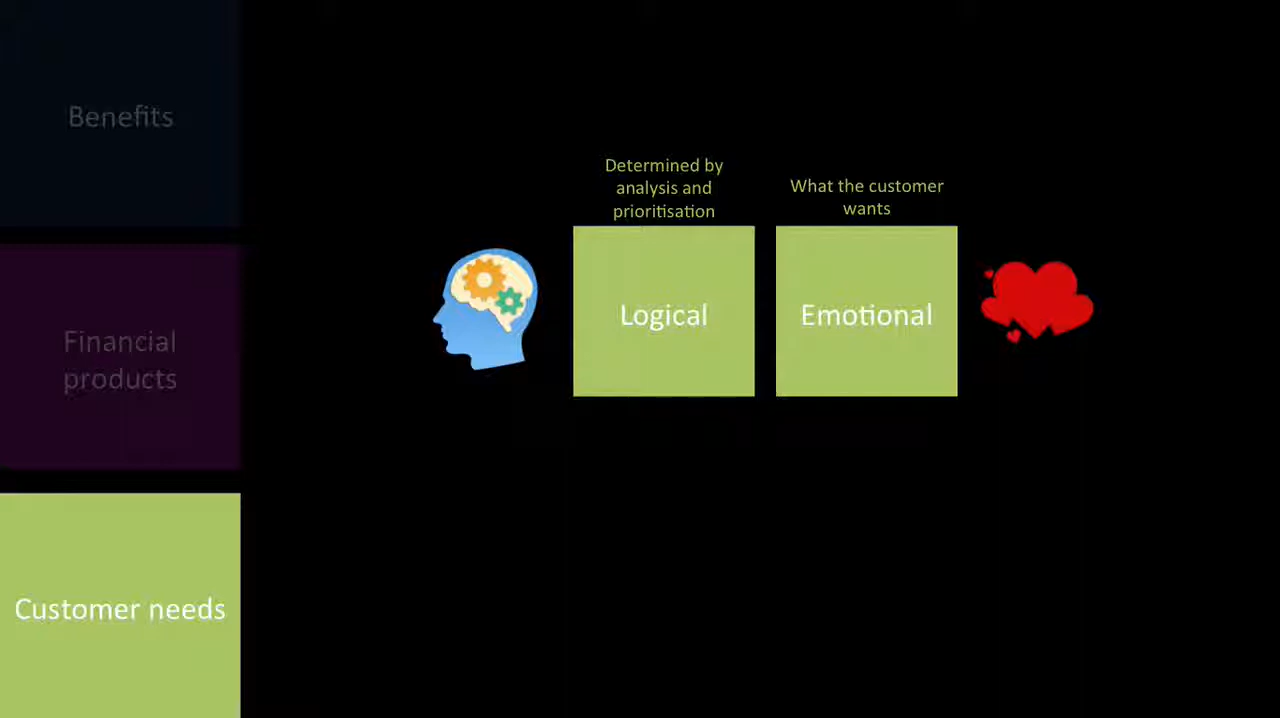 Benefits
Financial
products
Customer needs
Determined by
analysis and
prioritisation
Logical
What the customer
wants
Emotional